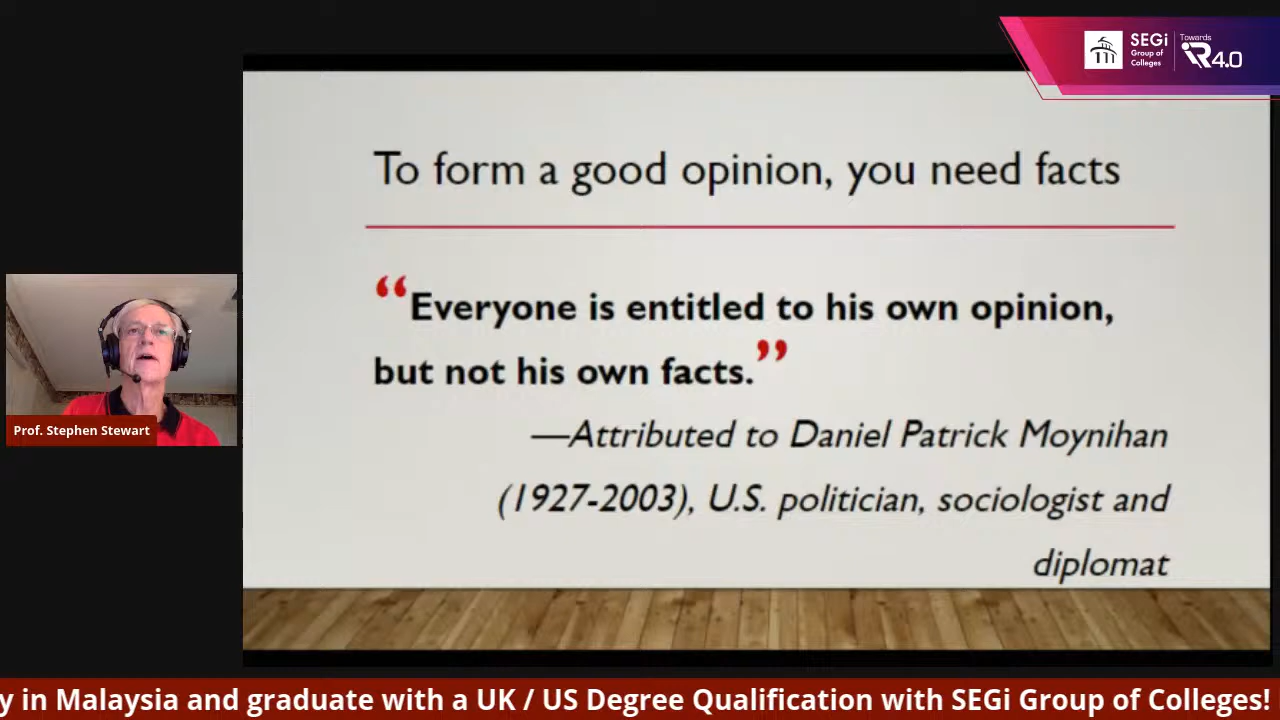 SEGi
Group of
Colleges
Towards
iR4.0
To form a good opinion, you need facts
“Everyone is entitled to his own opinion,
but not his own facts.”
—Attributed to Daniel Patrick Moynihan
(1927-2003), U.S. politician, sociologist and
diplomat
Prof. Stephen Stewart
y in Malaysia and graduate with a UK / US Degree Qualification with SEGi Group of Colleges!